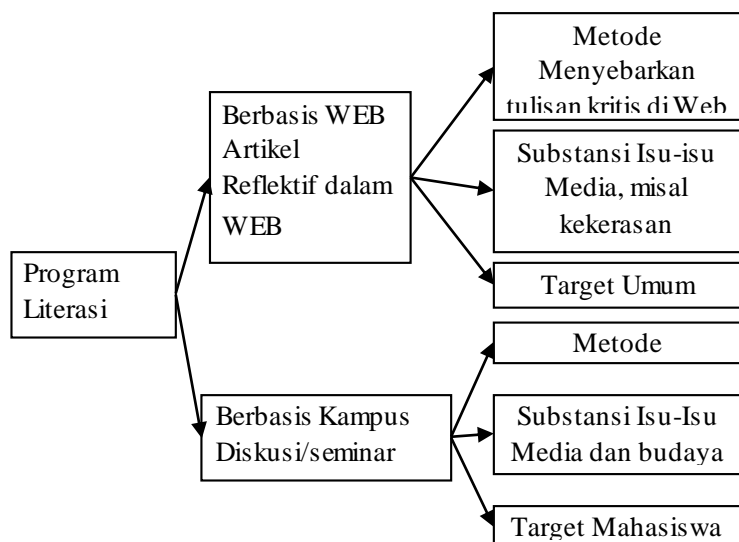 Metode
Menyebarkan
tulisan kritis di Web
Berbasis WEB
Artikel
Reflektif dalam
WEB
Substansi Isu-isu
Media, misal
kekerasan
Target Umum
Program
Literasi
Metode
Berbasis Kampus
Diskusi/seminar
Substansi Isu-Isu
Media dan budaya
Target Mahasiswa